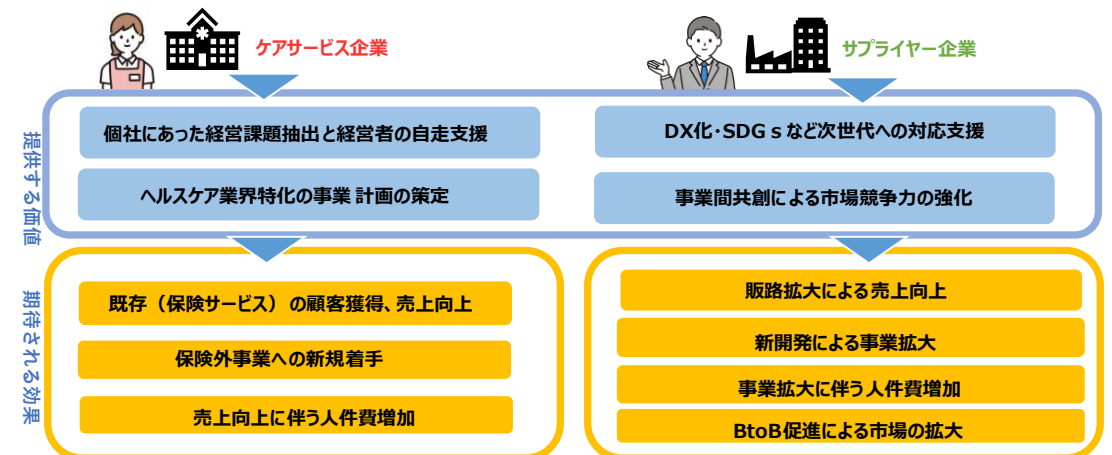 ケアサービス企業
サプライヤー企業
提供する価値
個社にあった経営課題抽出と経営者の自走支援
DX化・SDGsなど次世代への対応支援
ヘルスケア業界特化の事業計画の策定
事業間共創による市場競争力の強化
期待される効果
既存（保険サービス）の顧客獲得、売上向上
保険外事業への新規着手
売上向上に伴う人件費増加
販路拡大による売上向上
新開発による事業拡大
事業拡大に伴う人件費増加
BtoB促進による市場の拡大